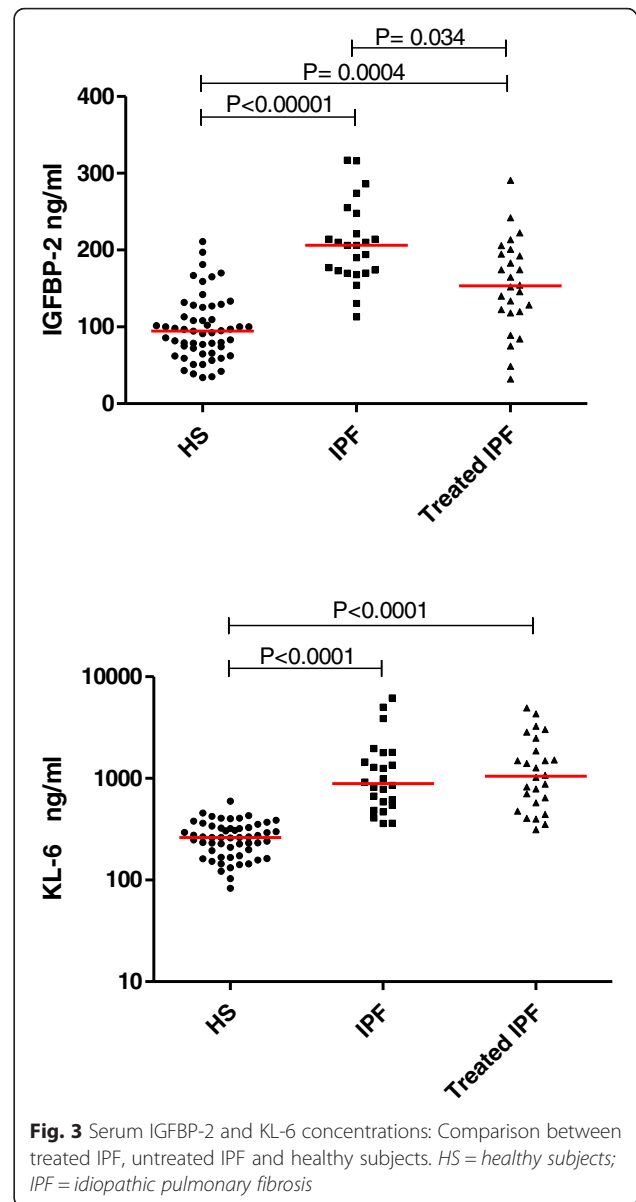 P= 0.034
P= 0.0004
P<0.00001
400
300
200
100
0
IGFBP-2 ng/ml
HS
IPF
Treated IPF
P<0.0001
P<0.0001
10000
1000
100
10
KL-6 ng/ml
HS
IPF
Treated IPF
Fig. 3 Serum IGFBP-2 and KL-6 concentrations: Comparison between
treated IPF, untreated IPF and healthy subjects. HS = healthy subjects;
IPF = idiopathic pulmonary fibrosis